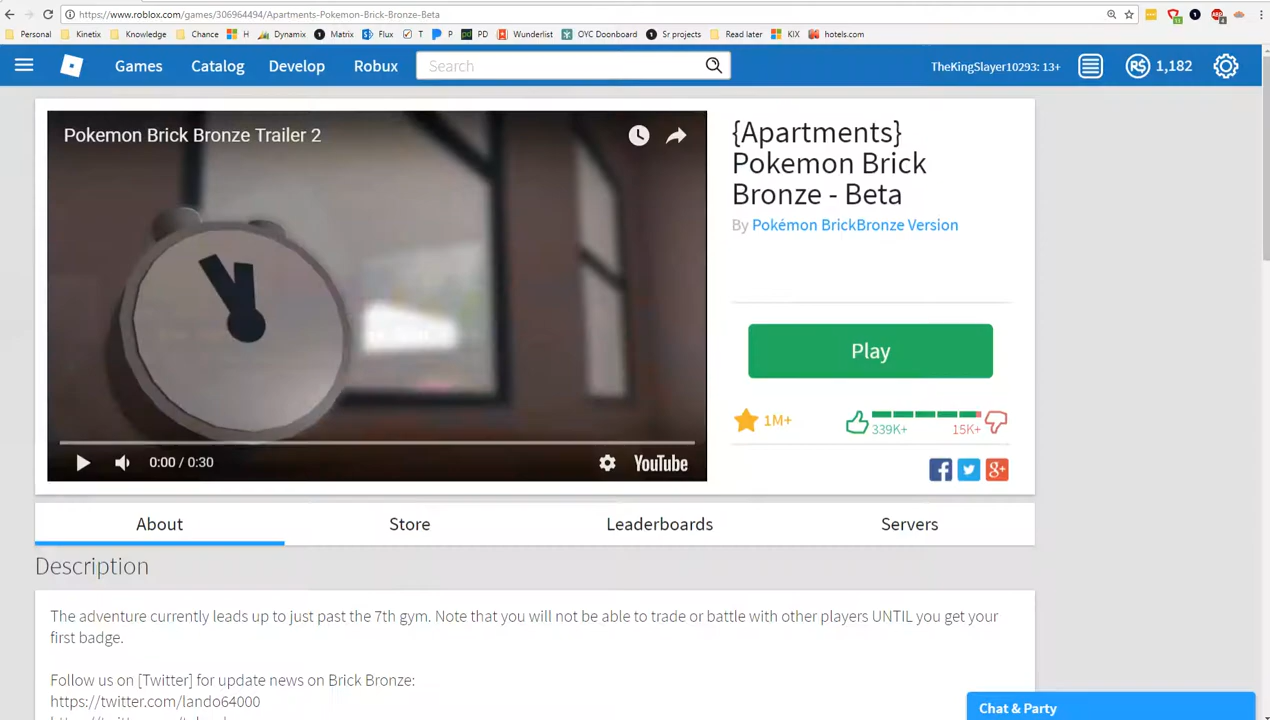 https://www.roblox.com/games/306964494/Apartments-Pokemon-Brick-Bronze-Beta
Personal Kinetix Knowledge Chance H Dynamix Matrix Flux T P PD Wunderlist OYC Doonboard Sr projects Read later KIX hotels.com
Games Catalog Develop Robux Search TheKingSlayer10293: 13+ R$ 1,182
Pokemon Brick Bronze Trailer 2
{Apartments}
Pokemon Brick
Bronze - Beta
By Pokémon BrickBronze Version
Play
1M+ 339K+ 15K+
0:00 / 0:30 YouTube
About Store Leaderboards Servers
Description
The adventure currently leads up to just past the 7th gym. Note that you will not be able to trade or battle with other players UNTIL you get your
first badge.
Follow us on [Twitter] for update news on Brick Bronze:
https://twitter.com/lando64000
Chat & Party